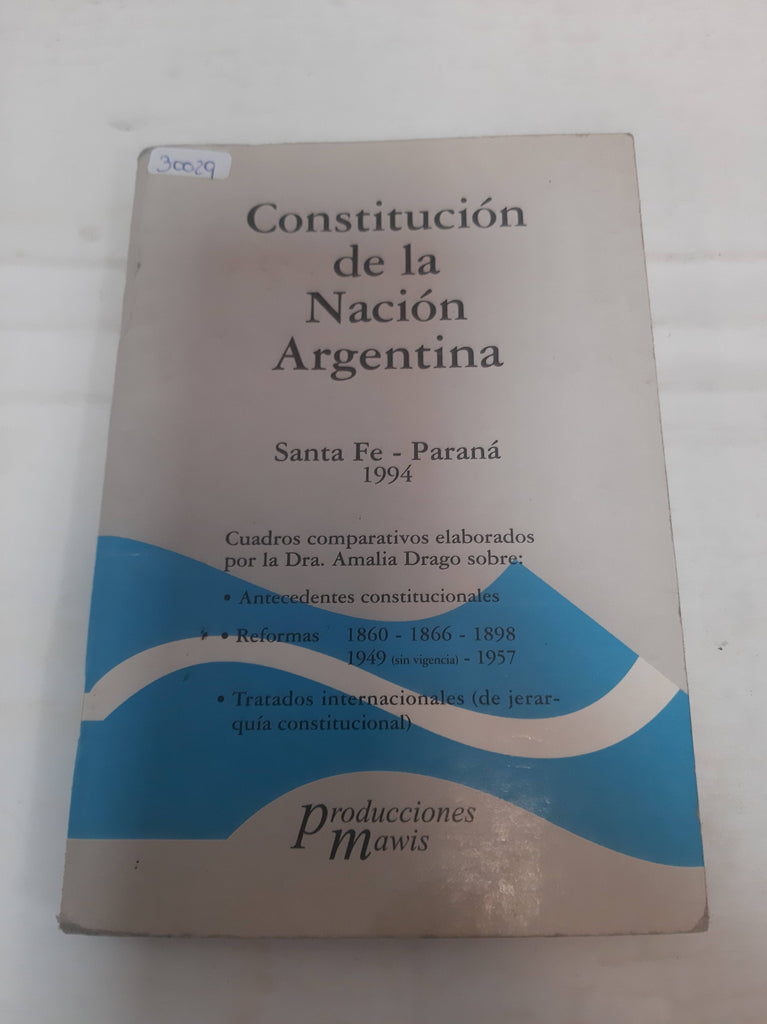 30029
Constitución
de la
Nación
Argentina
Santa Fe - Paraná
1994
Cuadros comparativos elaborados
por la Dra. Amalia Drago sobre:
• Antecedentes constitucionales
• Reformas 1860 - 1866 - 1898
1949 (sin vigencia) - 1957
• Tratados internacionales (de jerar-
quía constitucional)
producciones
mawis